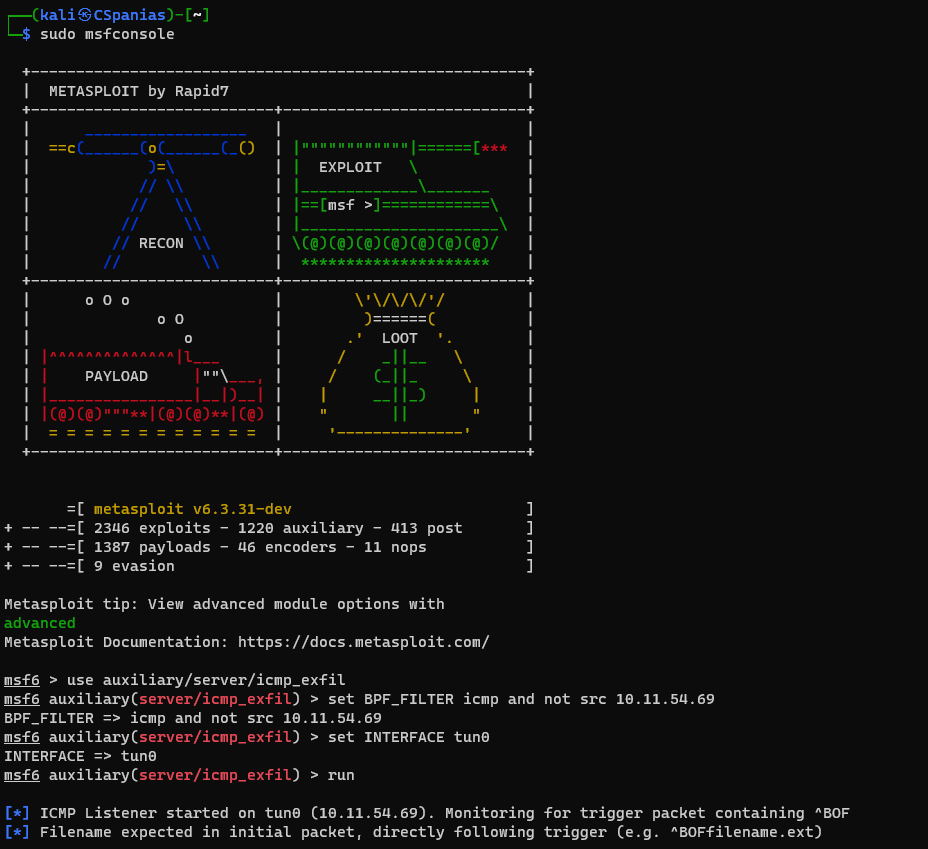 ┌──(kali㉿CSpanias)-[~]
└─$ sudo msfconsole
+-------------------------------------------------------+
|  METASPLOIT by Rapid7                                 |
+---------------------------+---------------------------+
|      __________________   |                           |
|  ==c(______(o(______(_()  | |""""""""""""|======[***  |
|             )=\           | |  EXPLOIT   \            |
|            // \\          | |_____________\_______    |
|           //   \\         | |==[msf >]============\   |
|          //     \\        | |______________________\  |
|         // RECON \\       | \(@)(@)(@)(@)(@)(@)(@)/   |
|        //         \\      |  *********************    |
+---------------------------+---------------------------+
|      o O o                |        \'\/\/\/'/         |
|              o O          |         )======(          |
|                 o         |       .'  LOOT  '.        |
| |^^^^^^^^^^^^^^|l___      |      /    _||__   \       |
| |    PAYLOAD     |""\___, |     /    (_||_     \      |
| |________________|__|)__| |    |     __||_)     |     |
| |(@)(@)"""**|(@)(@)**|(@) |    "       ||       "     |
|  = = = = = = = = = = = =  |     '--------------'      |
+---------------------------+---------------------------+
       =[ metasploit v6.3.31-dev                          ]
+ -- --=[ 2346 exploits - 1220 auxiliary - 413 post       ]
+ -- --=[ 1387 payloads - 46 encoders - 11 nops           ]
+ -- --=[ 9 evasion                                       ]
Metasploit tip: View advanced module options with
advanced
Metasploit Documentation: https://docs.metasploit.com/
msf6 > use auxiliary/server/icmp_exfil
msf6 auxiliary(server/icmp_exfil) > set BPF_FILTER icmp and not src 10.11.54.69
BPF_FILTER => icmp and not src 10.11.54.69
msf6 auxiliary(server/icmp_exfil) > set INTERFACE tun0
INTERFACE => tun0
msf6 auxiliary(server/icmp_exfil) > run
[*] ICMP Listener started on tun0 (10.11.54.69). Monitoring for trigger packet containing ^BOF
[*] Filename expected in initial packet, directly following trigger (e.g. ^BOFfilename.ext)